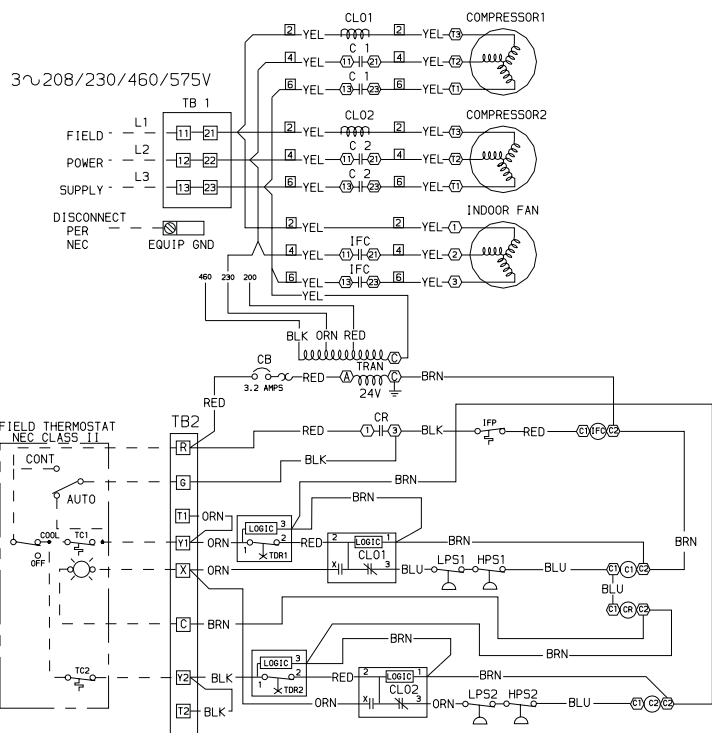 CLO1
COMPRESSOR1
2 YEL 2 YEL T3
C 1
4 YEL 11 21 4 YEL T2
C 1
6 YEL 13 23 6 YEL T1
3∿208/230/460/575V
TB 1
CLO2
COMPRESSOR2
FIELD L1 11 21 2 YEL 2 YEL T3
C 2
POWER L2 12 22 4 YEL 11 21 4 YEL T2
C 2
SUPPLY L3 13 23 6 YEL 13 23 6 YEL T1
DISCONNECT
PER
NEC
EQUIP GND
INDOOR FAN
2 YEL 2 YEL 1
IFC
4 YEL 11 21 4 YEL 2
IFC
6 YEL 13 23 6 YEL 3
YEL
460 230 200
BLK ORN RED
C
TRAN
CB
3.2 AMPS
RED A C BRN
24V
RED
FIELD THERMOSTAT
NEC CLASS II
TB2
CR
R RED 1 3 BLK IFP RED C1 IFC C2
CONT
BLK
G
AUTO
BRN
T1 ORN
BRN
LOGIC 3
COOL
TC1
OFF
Y1 ORN 1 2 RED 2 LOGIC 1 BRN
TDR1
CLO1
BRN
X ORN X 3 BLU LPS1 HPS1 BLU C1 C1 C2
BLU
C1 CR C2
C BRN
BRN
BRN
LOGIC 3
TC2
Y2 BLK 1 2 RED 2 LOGIC 1 BRN
TDR2
CLO2
ORN X 3 ORN LPS2 HPS2 BLU C1 C2 C2
T2 BLK